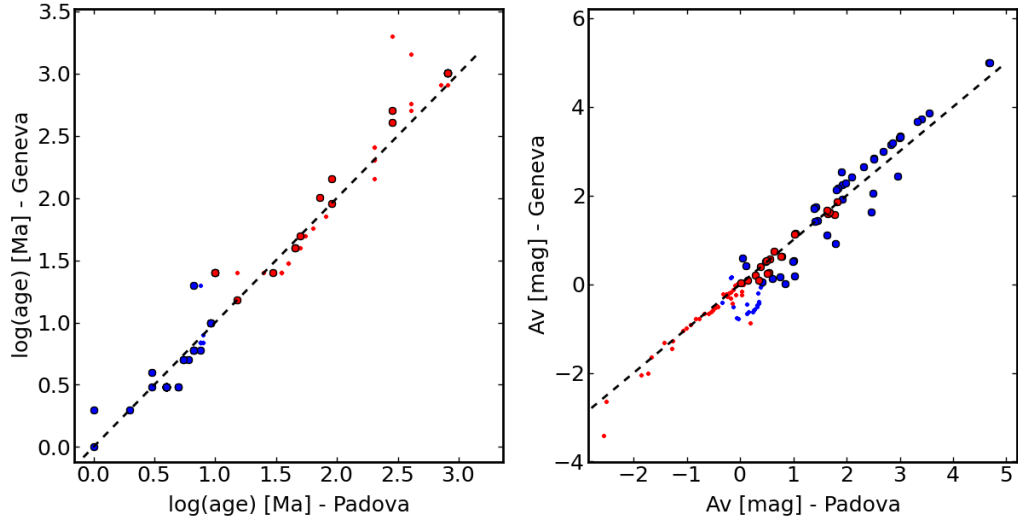 3.5
3.0
2.5
2.0
1.5
1.0
0.5
0.0
log(age) [Ma] - Geneva
0.0 0.5 1.0 1.5 2.0 2.5 3.0
log(age) [Ma] - Padova
6
4
2
0
−2
−4
Av [mag] - Geneva
−2 −1 0 1 2 3 4 5
Av [mag] - Padova